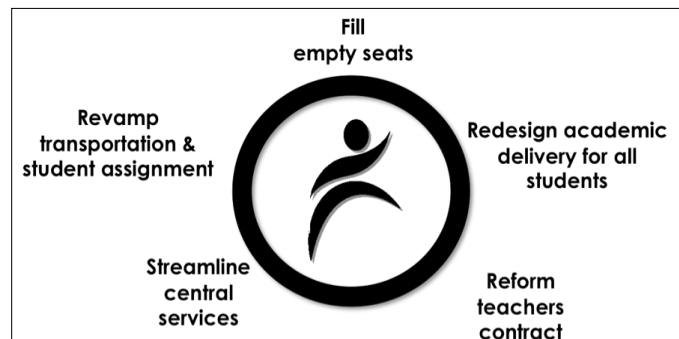 Fill
empty seats
Revamp
transportation &
student assignment
Redesign academic
delivery for all
students
Streamline
central
services
Reform
teachers
contract